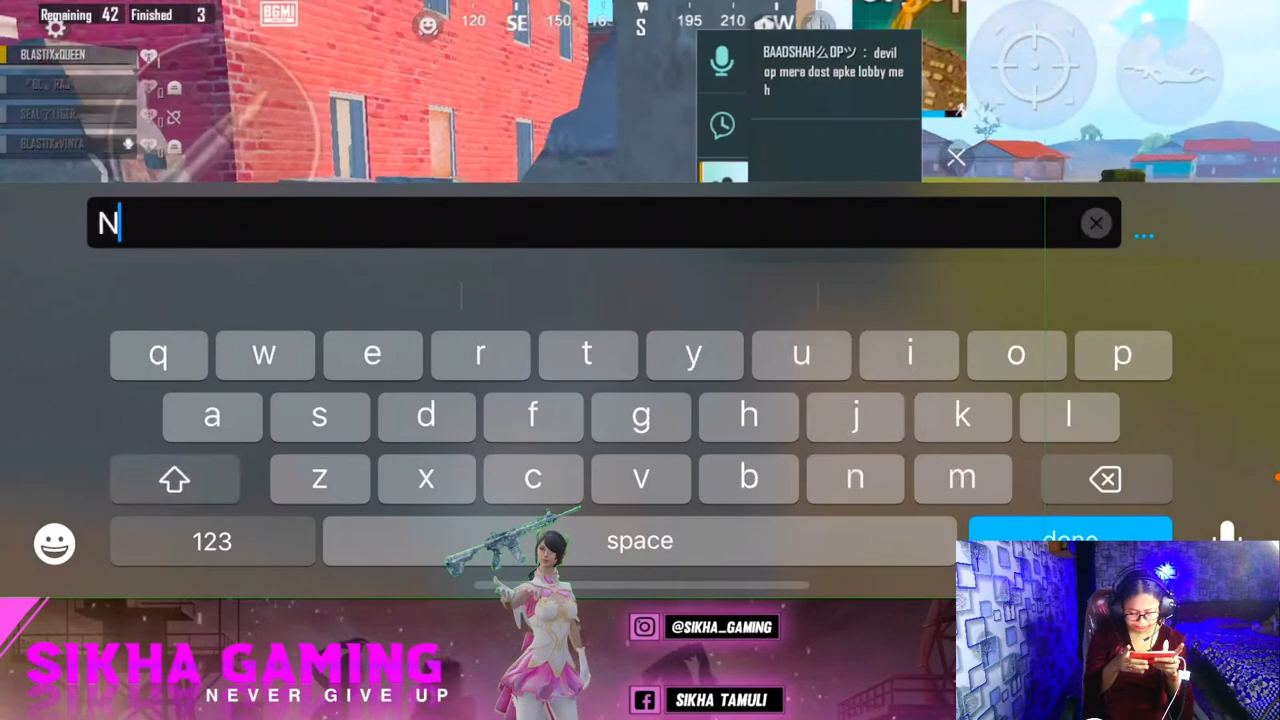 Remaining 42 Finished 3
BGMI
120 SE 150 S 195 210
BLASTIXxQUEEN
BLASTIXxVINYA
BAADSHAH么OPツ : devil
op mera dost apke lobby me
h
N
...
q w e r t y u i o p
a s d f g h j k l
z x c v b n m
123 space done
SIKHA GAMING
NEVER GIVE UP
@SIKHA_GAMING
SIKHA TAMULI